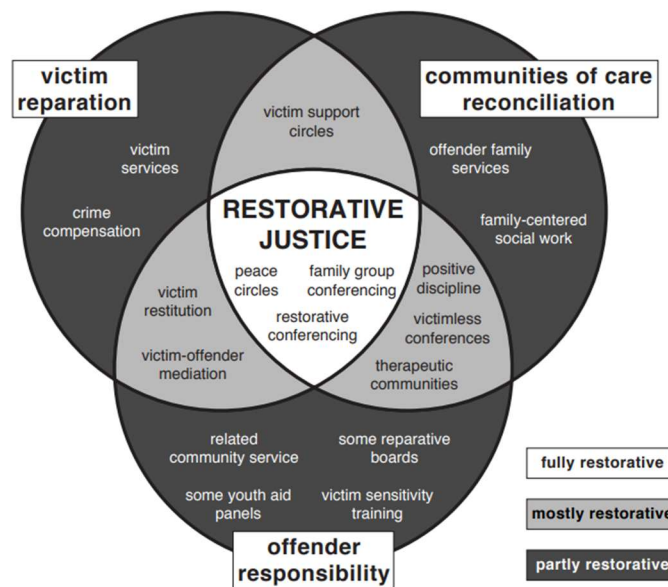 victim
reparation
communities of care
reconciliation
victim support
circles
victim
services
offender family
services
crime
compensation
family-centered
social work
RESTORATIVE
JUSTICE
peace
circles
family group
conferencing
restorative
conferencing
positive
discipline
victimless
conferences
therapeutic
communities
victim
restitution
victim-offender
mediation
related
community service
some reparative
boards
some youth aid
panels
victim sensitivity
training
offender
responsibility
fully restorative
mostly restorative
partly restorative